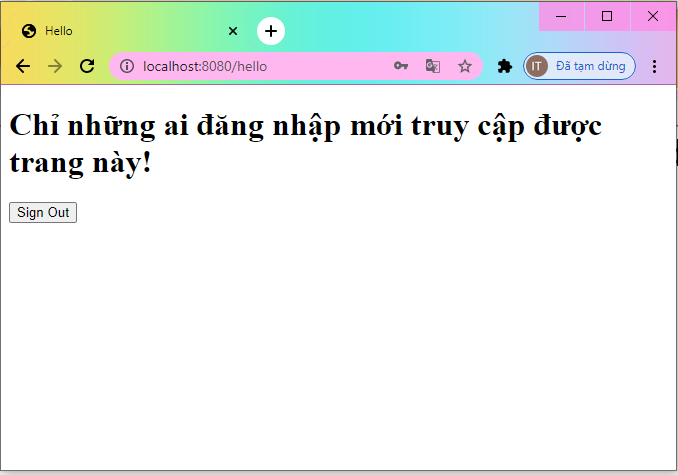 Hello
localhost:8080/hello
IT Đã tạm dừng
Chỉ những ai đăng nhập mới truy cập được
trang này!
Sign Out